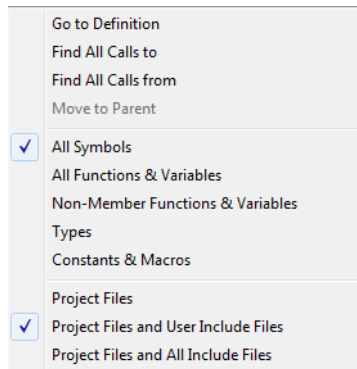 Go to Definition
Find All Calls to
Find All Calls from
Move to Parent
All Symbols
All Functions & Variables
Non-Member Functions & Variables
Types
Constants & Macros
Project Files
Project Files and User Include Files
Project Files and All Include Files